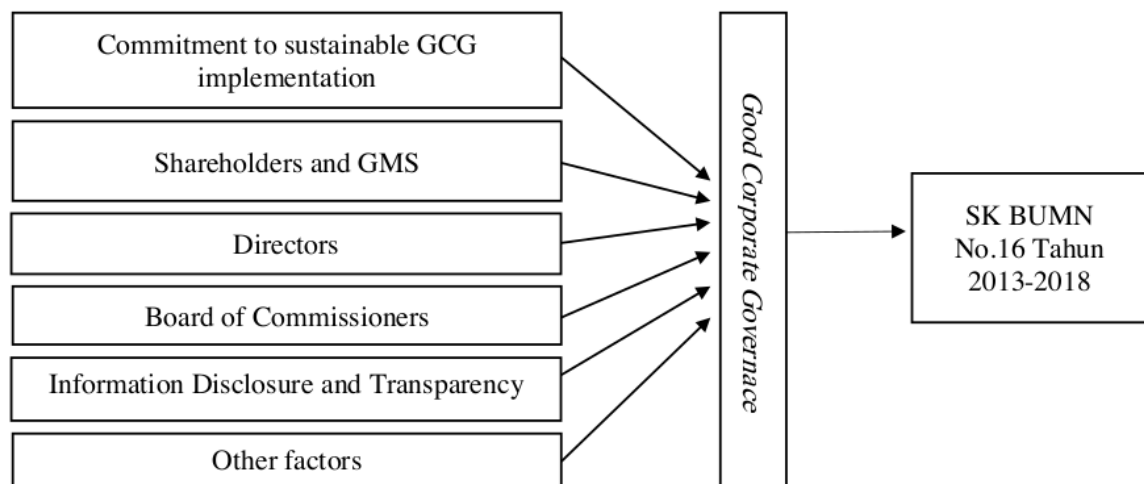 Commitment to sustainable GCG
implementation
Shareholders and GMS
Directors
Board of Commissioners
Information Disclosure and Transparency
Other factors
Good Corporate Governace
SK BUMN
No.16 Tahun
2013-2018